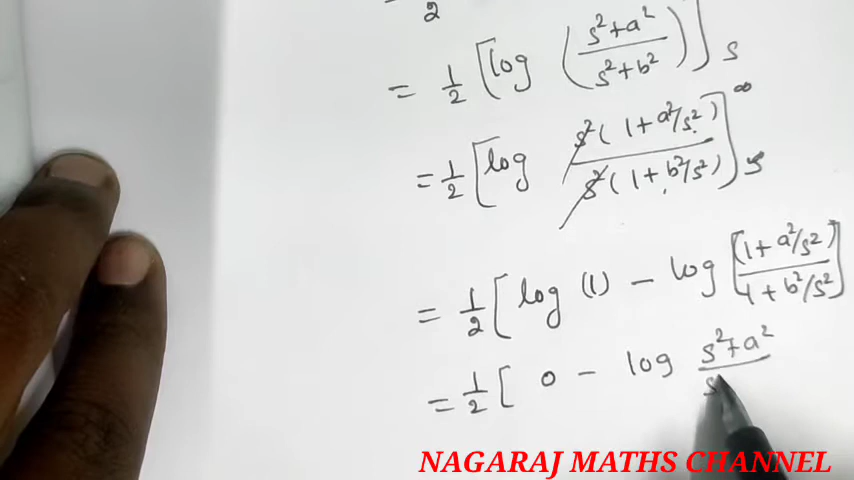 2
= 1/2 [log ( (s²+a²)/(s²+b²) ) ] s
= 1/2 [log s²(1+a²/s²) / s²(1+b²/s²) ]^∞ s
= 1/2 [ log (1) - log [ (1+a²/s²) / 1+b²/s² ]
= 1/2 [ 0 - log s²+a² / s
NAGARAJ MATHS CHANNEL